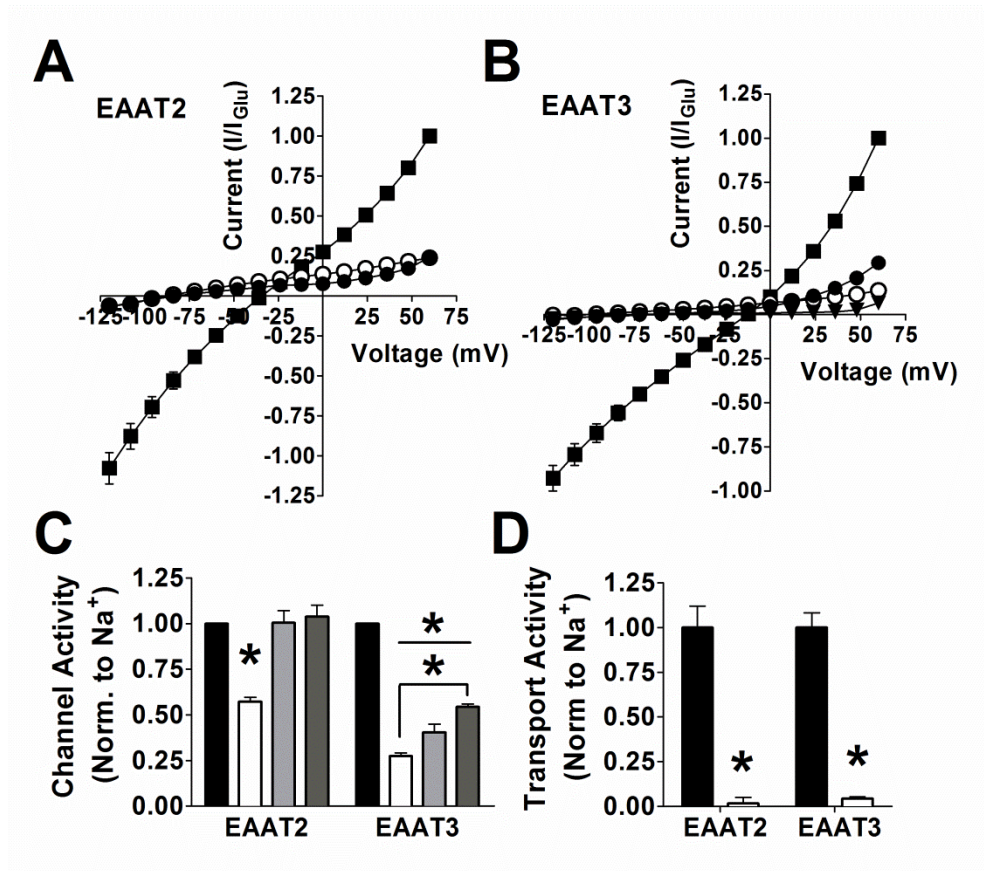 A
EAAT2
Current (I/I_Glu)
1.25
1.00
0.75
0.50
0.25
-125
-100
-75
-50
-25
25
50
75
-0.25
-0.50
-0.75
-1.00
-1.25
Voltage (mV)
B
EAAT3
Current (I/I_Glu)
1.25
1.00
0.75
0.50
0.25
-125
-100
-75
-50
25
50
75
-0.25
-0.50
-0.75
-1.00
Voltage (mV)
C
Channel Activity
(Norm. to Na⁺)
1.25
1.00
0.75
0.50
0.25
0.00
*
*
*
EAAT2
EAAT3
D
Transport Activity
(Norm to Na⁺)
1.25
1.00
0.75
0.50
0.25
0.00
*
*
EAAT2
EAAT3